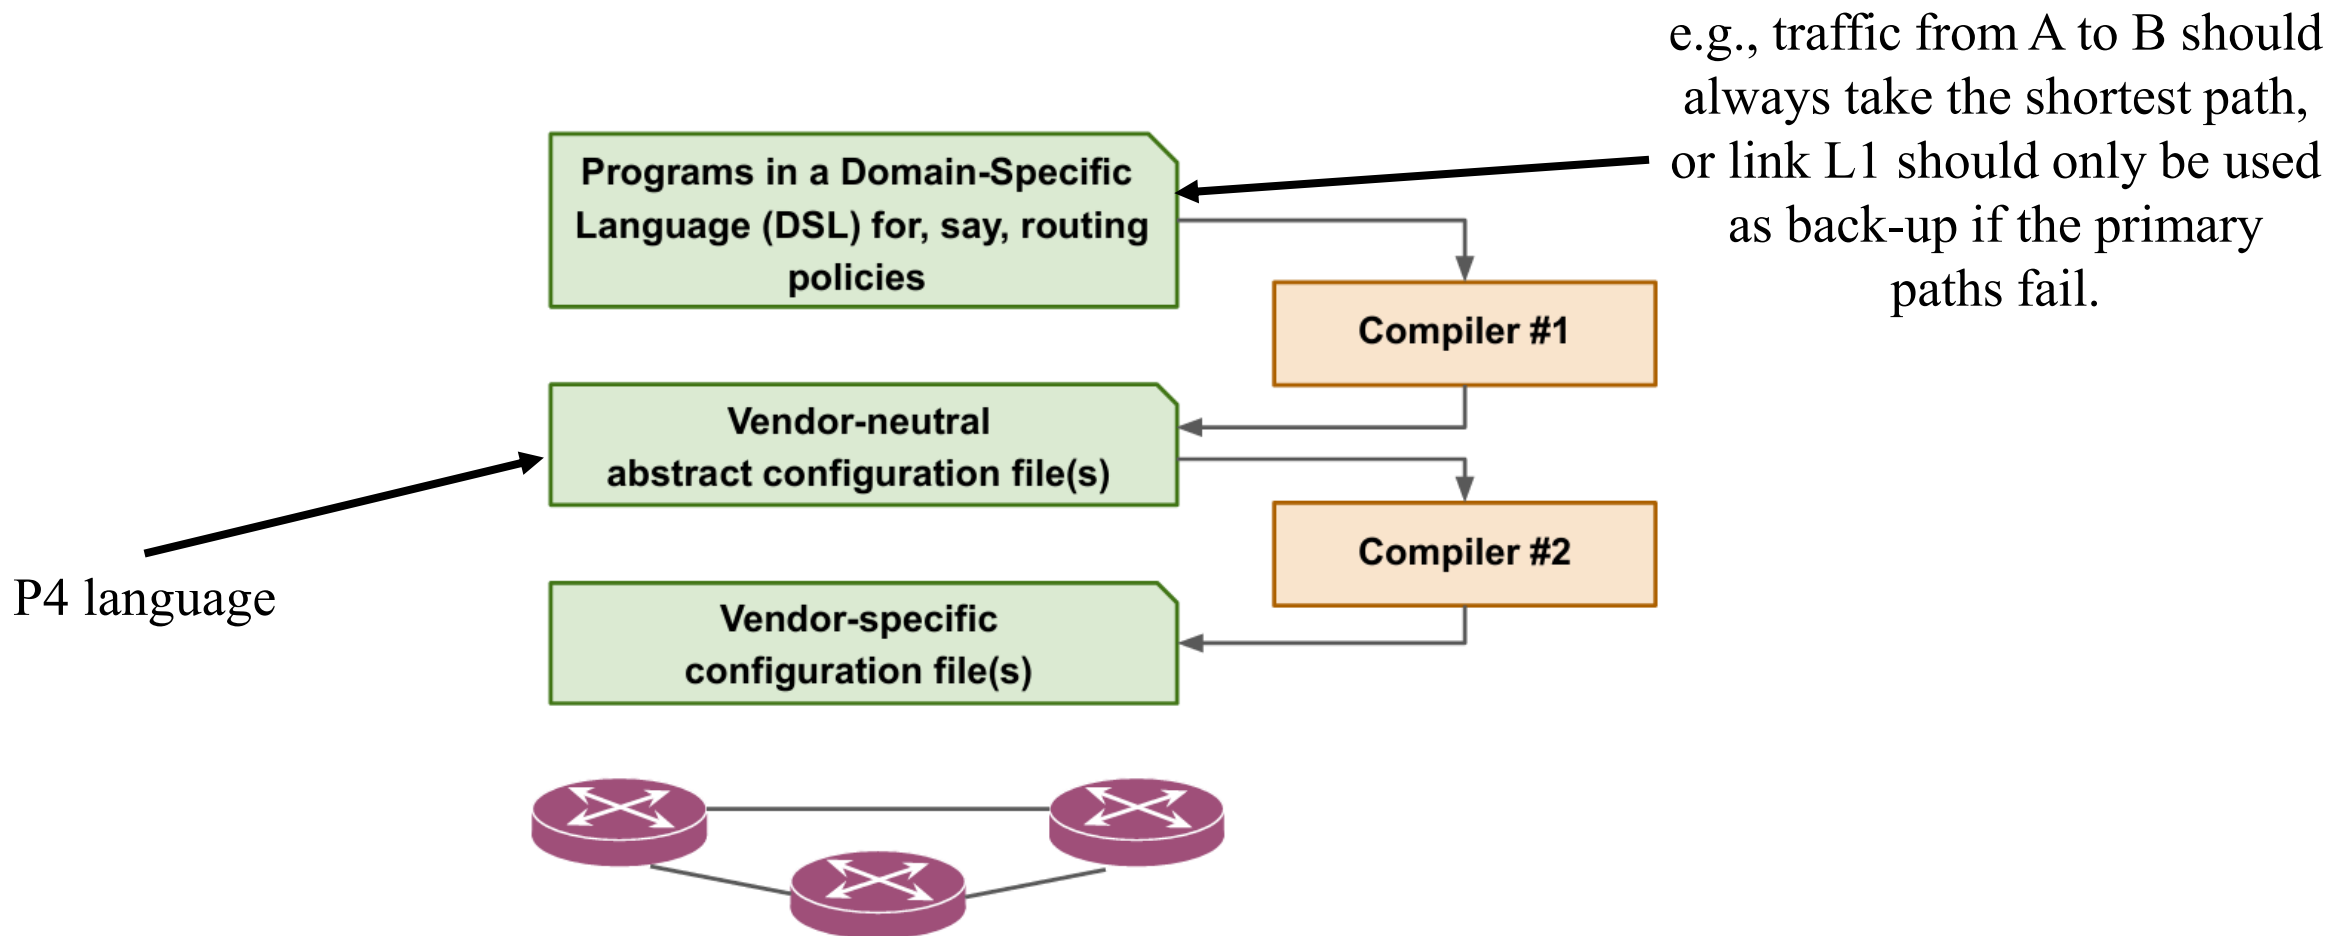 e.g., traffic from A to B should
always take the shortest path,
or link L1 should only be used
as back-up if the primary
paths fail.
Programs in a Domain-Specific
Language (DSL) for, say, routing
policies
Compiler #1
Vendor-neutral
abstract configuration file(s)
Compiler #2
P4 language
Vendor-specific
configuration file(s)